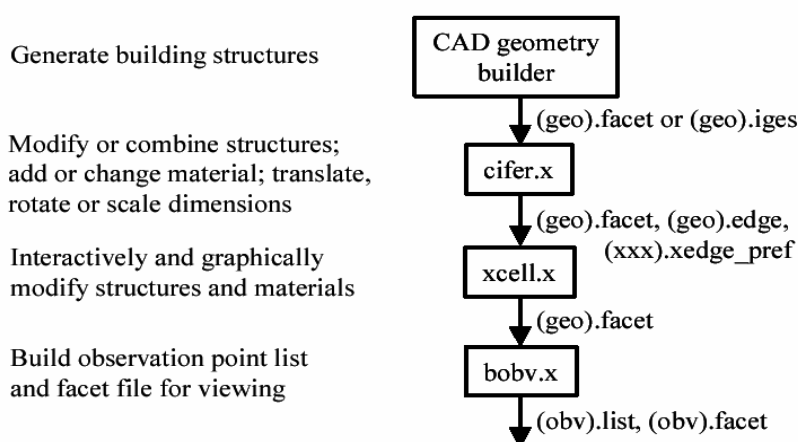 Generate building structures
CAD geometry
builder
(geo).facet or (geo).iges
Modify or combine structures;
add or change material; translate,
rotate or scale dimensions
cifer.x
(geo).facet, (geo).edge,
(xxx).xedge_pref
Interactively and graphically
modify structures and materials
xcell.x
(geo).facet
Build observation point list
and facet file for viewing
bobv.x
(obv).list, (obv).facet